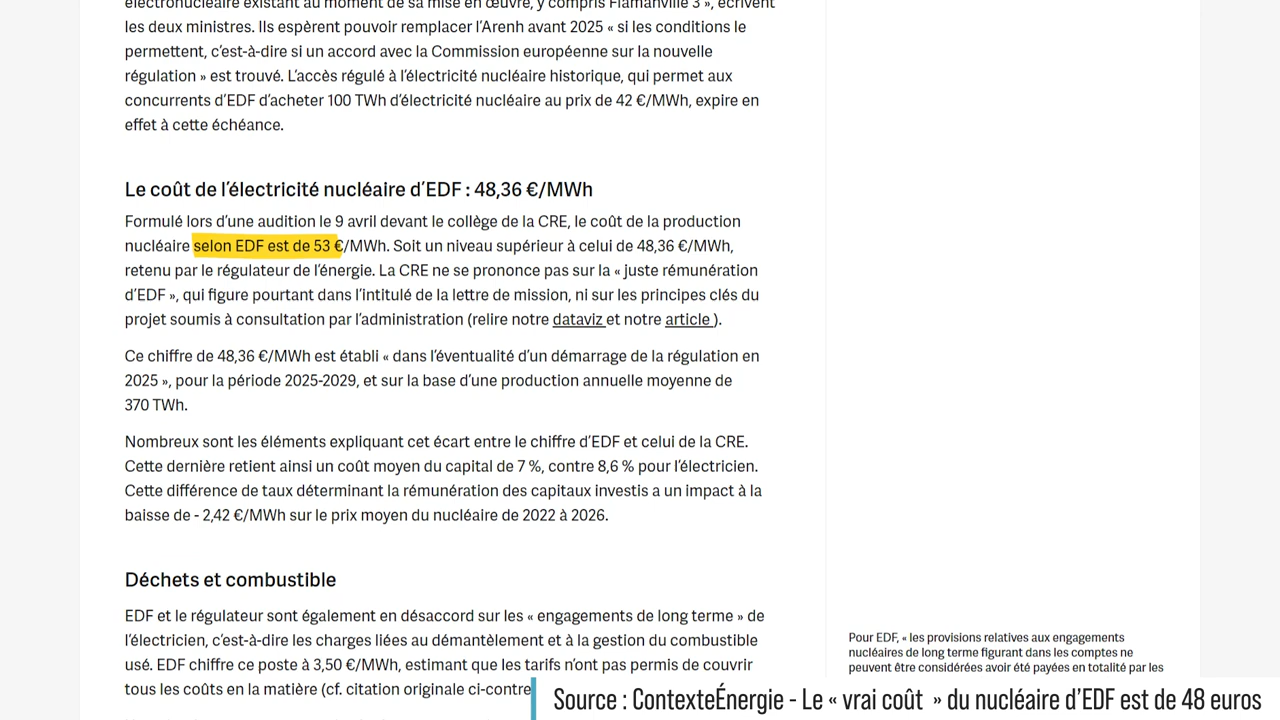 électronucléaire existant au moment de sa mise en œuvre, y compris Flamanville 3 », écrivent
les deux ministres. Ils espèrent pouvoir remplacer l’Arenh avant 2025 « si les conditions le
permettent, c’est-à-dire si un accord avec la Commission européenne sur la nouvelle
régulation » est trouvé. L’accès régulé à l’électricité nucléaire historique, qui permet aux
concurrents d’EDF d’acheter 100 TWh d’électricité nucléaire au prix de 42 €/MWh, expire en
effet à cette échéance.
Le coût de l’électricité nucléaire d’EDF : 48,36 €/MWh
Formulé lors d’une audition le 9 avril devant le collège de la CRE, le coût de la production
nucléaire selon EDF est de 53 €/MWh. Soit un niveau supérieur à celui de 48,36 €/MWh,
retenu par le régulateur de l’énergie. La CRE ne se prononce pas sur la « juste rémunération
d’EDF », qui figure pourtant dans l’intitulé de la lettre de mission, ni sur les principes clés du
projet soumis à consultation par l’administration (relire notre dataviz et notre article ).
Ce chiffre de 48,36 €/MWh est établi « dans l’éventualité d’un démarrage de la régulation en
2025 », pour la période 2025-2029, et sur la base d’une production annuelle moyenne de
370 TWh.
Nombreux sont les éléments expliquant cet écart entre le chiffre d’EDF et celui de la CRE.
Cette dernière retient ainsi un coût moyen du capital de 7 %, contre 8,6 % pour l’électricien.
Cette différence de taux déterminant la rémunération des capitaux investis a un impact à la
baisse de - 2,42 €/MWh sur le prix moyen du nucléaire de 2022 à 2026.
Déchets et combustible
EDF et le régulateur sont également en désaccord sur les « engagements de long terme » de
l’électricien, c’est-à-dire les charges liées au démantèlement et à la gestion du combustible
usé. EDF chiffre ce poste à 3,50 €/MWh, estimant que les tarifs n’ont pas permis de couvrir
tous les coûts en la matière (cf. citation originale ci-contre
Pour EDF, « les provisions relatives aux engagements
nucléaires de long terme figurant dans les comptes ne
peuvent être considérées avoir été payées en totalité par les
Source : ContexteÉnergie - Le « vrai coût » du nucléaire d’EDF est de 48 euros